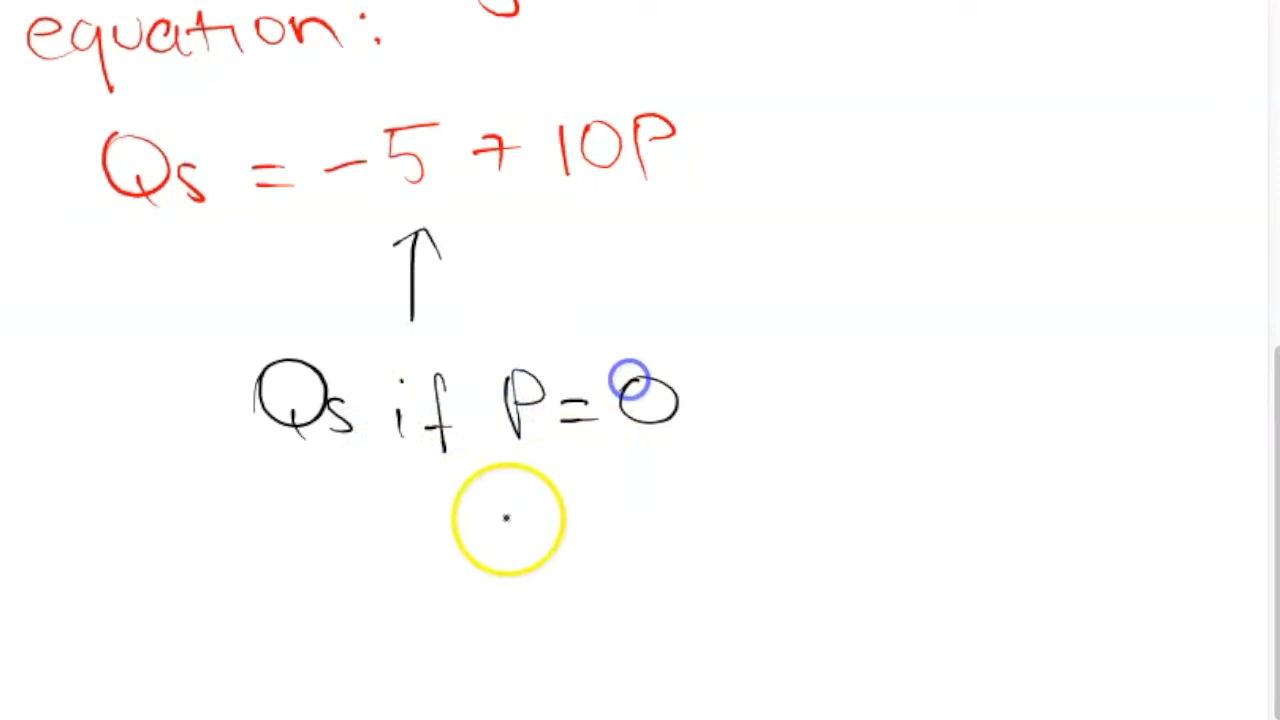 equation:
Qs = -5 + 10P
↑
Qs if P=0